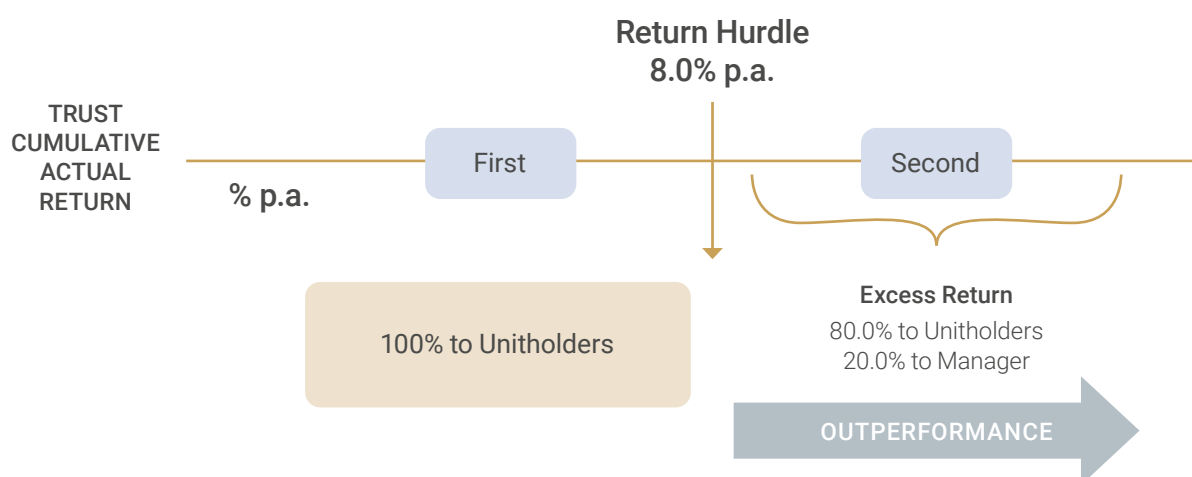 Return Hurdle
8.0% p.a.
TRUST
CUMULATIVE
ACTUAL
RETURN
% p.a.
First
Second
100% to Unitholders
Excess Return
80.0% to Unitholders
20.0% to Manager
OUTPERFORMANCE